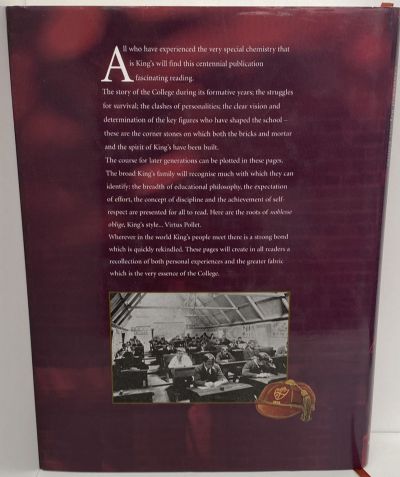 All who have experienced the very special chemistry that
is King's will find this centennial publication
fascinating reading.
The story of the College during its formative years; the struggles
for survival; the clashes of personalities; the clear vision and
determination of the key figures who have shaped the school –
these are the corner stones on which both the bricks and mortar
and the spirit of King's have been built.
The course for later generations can be plotted in these pages.
The broad King's family will recognise much with which they can
identify: the breadth of educational philosophy, the expectation
of effort, the concept of discipline and the achievement of self-
respect are presented for all to read. Here are the roots of noblesse
oblige, King's style... Virtus Pollet.
Wherever in the world King's people meet there is a strong bond
which is quickly rekindled. These pages will create in all readers a
recollection of both personal experiences and the greater fabric
which is the very essence of the College.